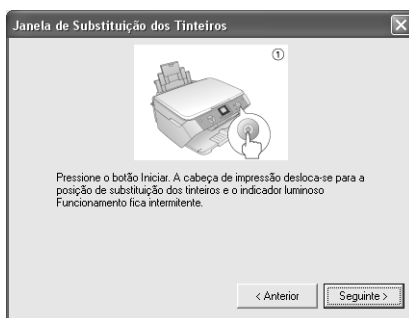 Janela de Substituição dos Tinteiros
1
Pressione o botão Iniciar. A cabeça de impressão desloca-se para a
posição de substituição dos tinteiros e o indicador luminoso
Funcionamento fica intermitente.
< Anterior
Seguinte >